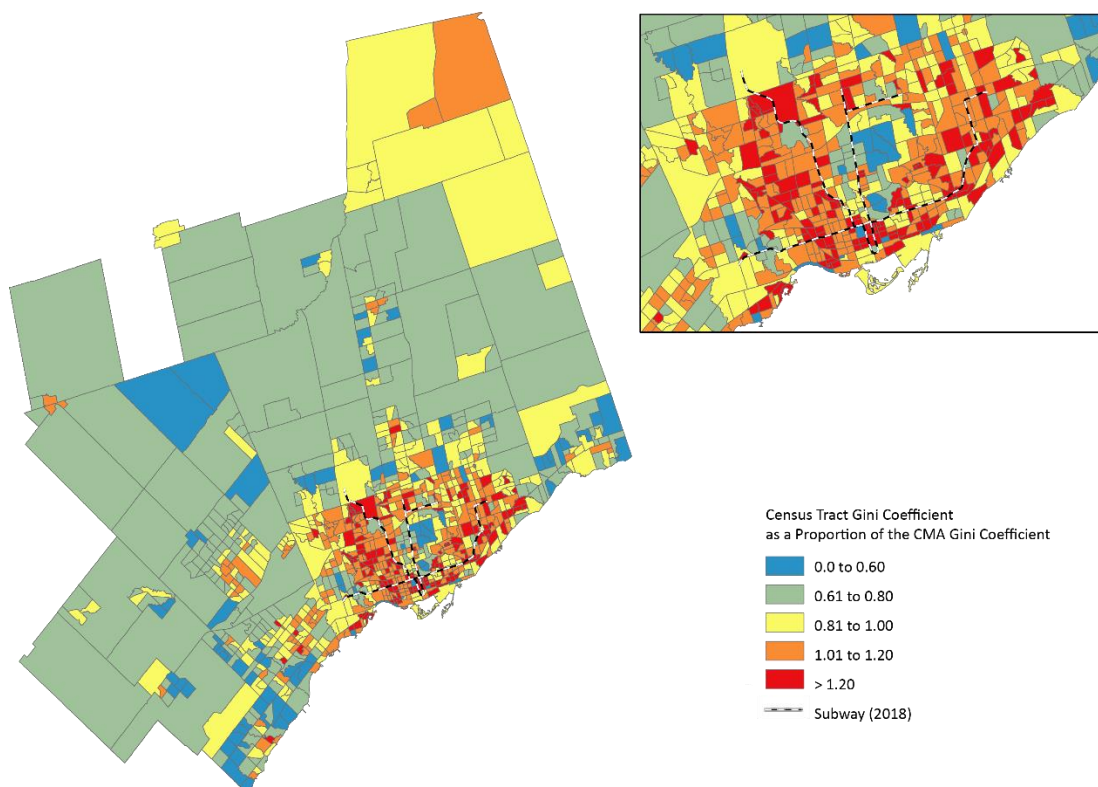 Census Tract Gini Coefficient
as a Proportion of the CMA Gini Coefficient
0.0 to 0.60
0.61 to 0.80
0.81 to 1.00
1.01 to 1.20
> 1.20
Subway (2018)